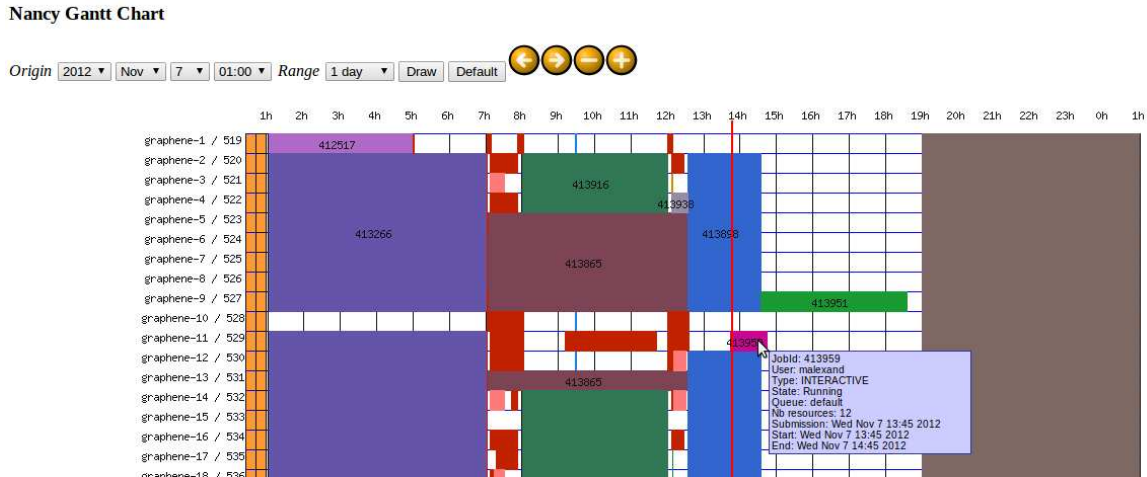 Nancy Gantt Chart
Origin 2012 Nov 7 01:00 Range 1 day Draw Default
1h 2h 3h 4h 5h 6h 7h 8h 9h 10h 11h 12h 13h 14h 15h 16h 17h 18h 19h 20h 21h 22h 23h 0h 1h
graphene-1 / 519
412517
graphene-2 / 520
graphene-3 / 521
413916
graphene-4 / 522
413938
graphene-5 / 523
graphene-6 / 524
413266
413898
graphene-7 / 525
413865
graphene-8 / 526
graphene-9 / 527
413951
graphene-10 / 528
graphene-11 / 529
graphene-12 / 530
graphene-13 / 531
413865
graphene-14 / 532
graphene-15 / 533
graphene-16 / 534
graphene-17 / 535
graphene-18 / 536
JobId: 413959
User: malexand
Type: INTERACTIVE
State: Running
Queue: default
Nb resources: 12
Submission: Wed Nov 7 13:45 2012
Start: Wed Nov 7 13:45 2012
End: Wed Nov 7 14:45 2012